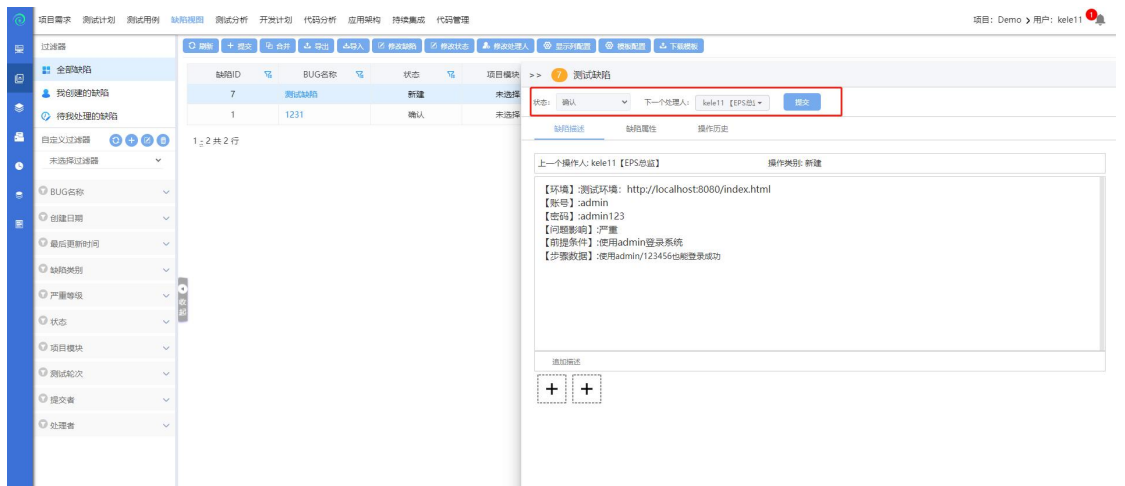 项目需求 测试计划 测试用例 缺陷视图 测试分析 开发计划 代码分析 应用架构 持续集成 代码管理 项目: Demo 用户: kele11 1
过滤器
全部缺陷
我创建的缺陷
待我处理的缺陷
自定义过滤器
未选择过滤器
BUG名称
创建日期
最后更新时间
缺陷类别
严重等级
状态
项目模块
测试轮次
提交者
处理者
收起
刷新 + 提交 合并 导出 导入 修改缺陷 修改状态 修改处理人 显示列配置 模板配置 下载模板
缺陷ID BUG名称 状态 项目模块
7 测试缺陷 新建 未选择
1 1231 确认 未选择
1 - 2 共 2 行
>> 7 测试缺陷
状态: 确认 下一个处理人: kele11【EPS总 提交
缺陷描述 缺陷属性 操作历史
上一个操作人: kele11【EPS总监】 操作类别: 新建
【环境】:测试环境: http://localhost:8080/index.html
【账号】:admin
【密码】:admin123
【问题影响】:严重
【前提条件】:使用admin登录系统
【步骤数据】:使用admin/123456也能登录成功
追加描述
+ +